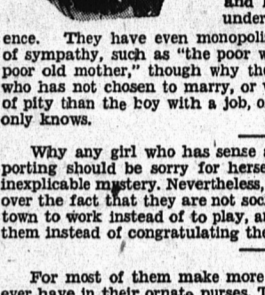 and
under
ence. They have even monopoli
of sympathy, such as "the poor w
poor old mother," though why the
who has not chosen to marry, or
of pity than the boy with a job, o
only knows.
Why any girl who has sense
porting should be sorry for herse
inexplicable mystery. Nevertheless,
over the fact that they are not soc
town to work instead of to play, a
them instead of congratulating the
For most of them make more
ever have in their ornate purses. T